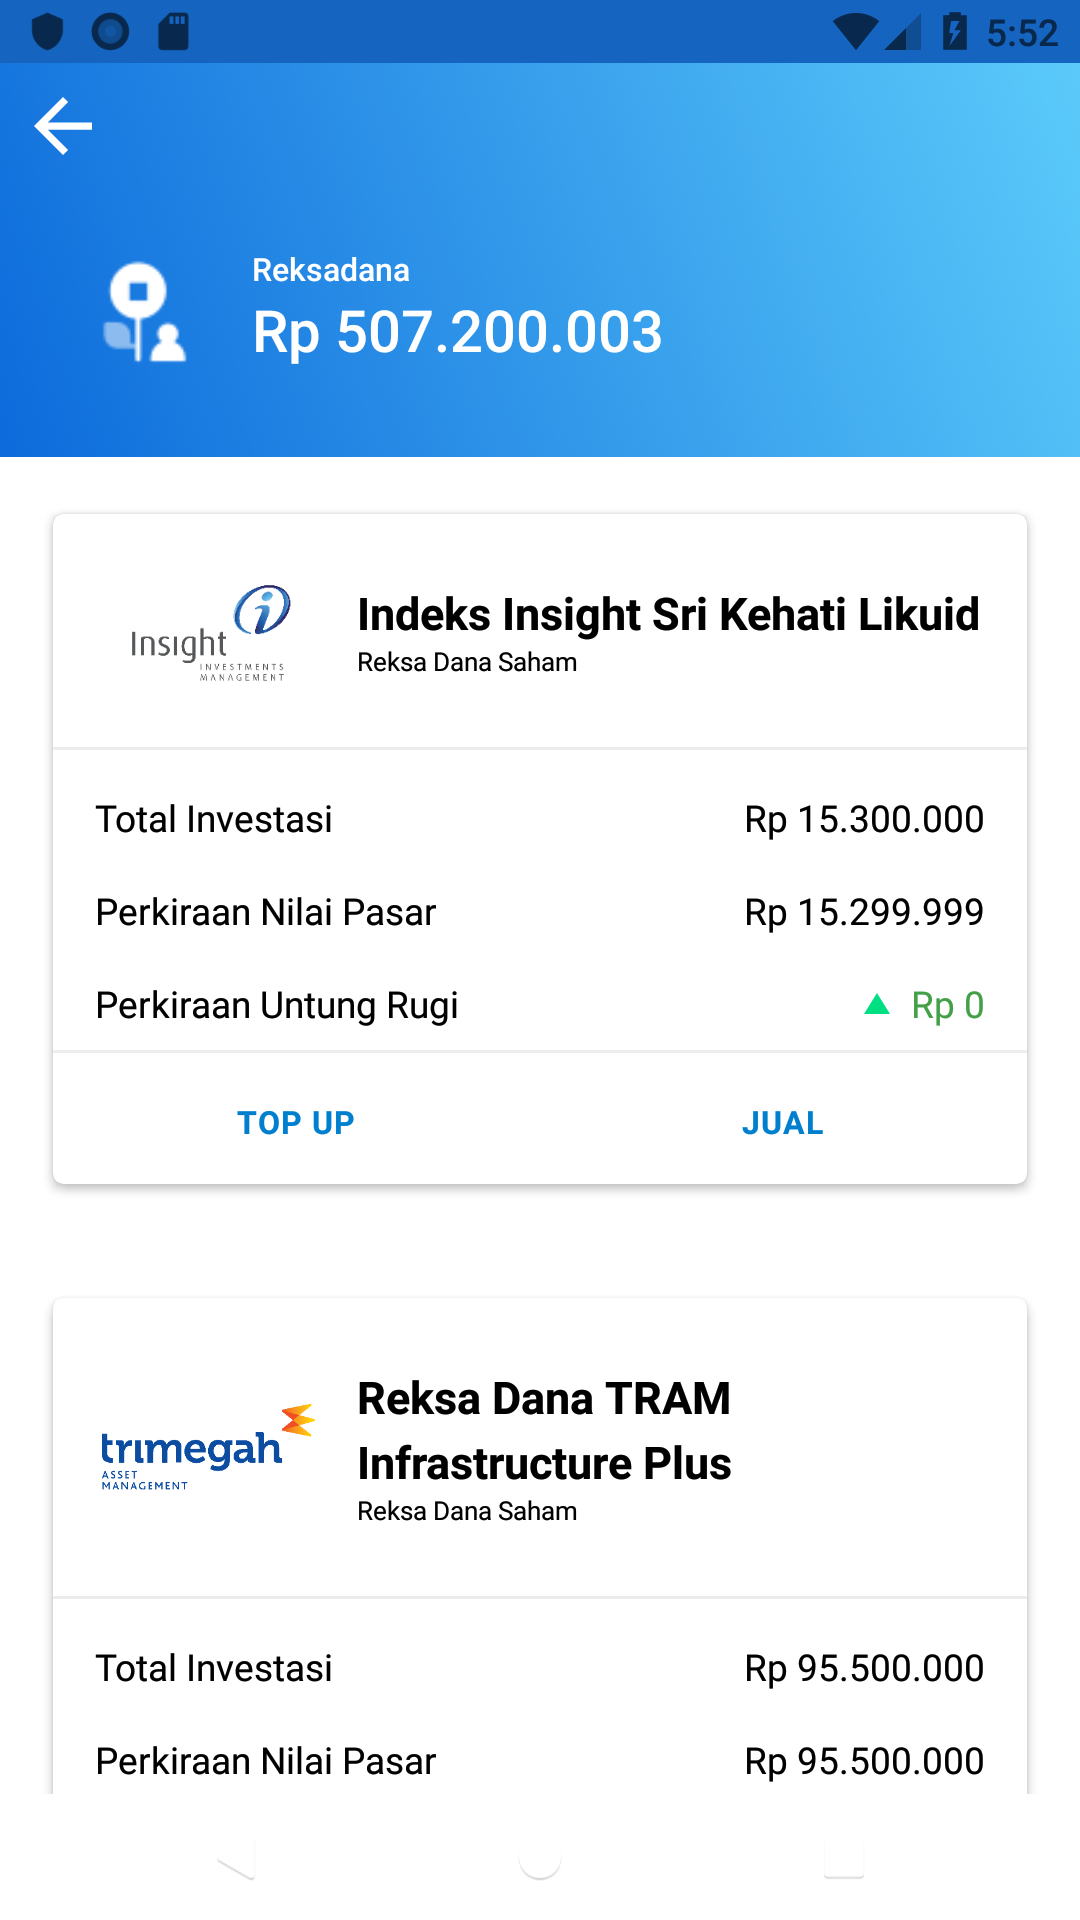 5:52
Reksadana
Rp 507.200.003
Insight
INVESTMENTS
MANAGEMENT
Indeks Insight Sri Kehati Likuid
Reksa Dana Saham
Total Investasi Rp 15.300.000
Perkiraan Nilai Pasar Rp 15.299.999
Perkiraan Untung Rugi Rp 0
TOP UP JUAL
trimegah
ASSET
MANAGEMENT
Reksa Dana TRAM
Infrastructure Plus
Reksa Dana Saham
Total Investasi Rp 95.500.000
Perkiraan Nilai Pasar Rp 95.500.000